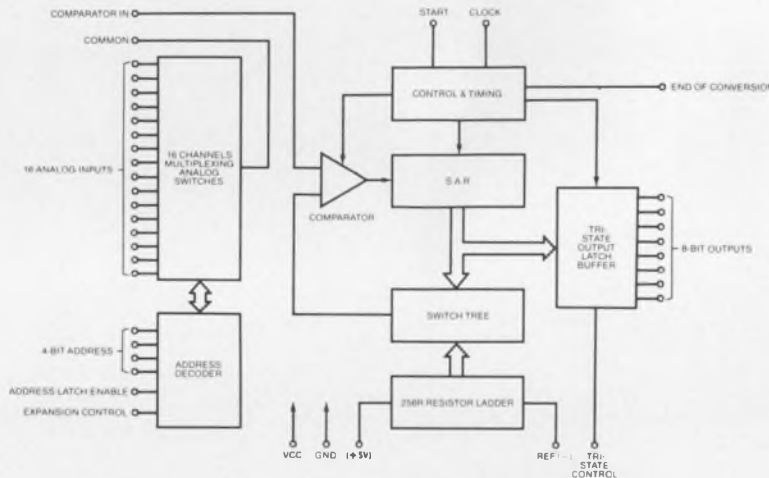 COMPARATOR IN
COMMON
START
CLOCK
CONTROL & TIMING
END OF CONVERSION
16 ANALOG INPUTS
16 CHANNELS
MULTIPLEXING
ANALOG
SWITCHES
S A R
COMPARATOR
TRI-
STATE
OUTPUT
LATCH
BUFFER
8-BIT OUTPUTS
SWITCH TREE
4-BIT ADDRESS
ADDRESS
DECODER
ADDRESS LATCH ENABLE
EXPANSION CONTROL
256R RESISTOR LADDER
VCC
GND
(+5V)
REF (-)
TRI-
STATE
CONTROL